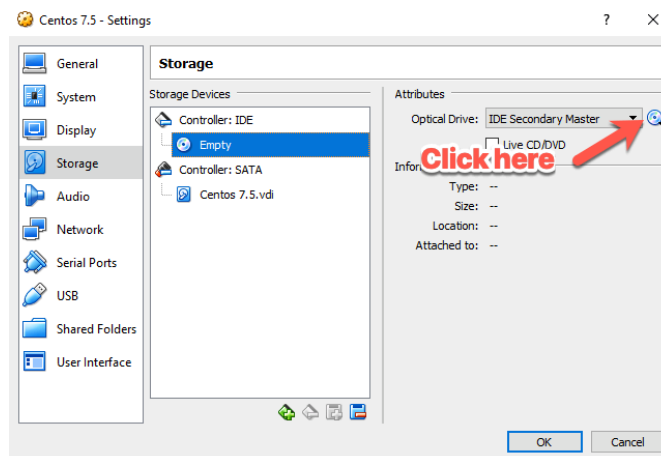 Centos 7.5 - Settings ? ×
General
System
Display
Storage
Audio
Network
Serial Ports
USB
Shared Folders
User Interface
Storage
Storage Devices
Controller: IDE
Empty
Controller: SATA
Centos 7.5.vdi
Attributes
Optical Drive: IDE Secondary Master
Live CD/DVD
Click here
Type: --
Size: --
Location: --
Attached to: --
OK Cancel